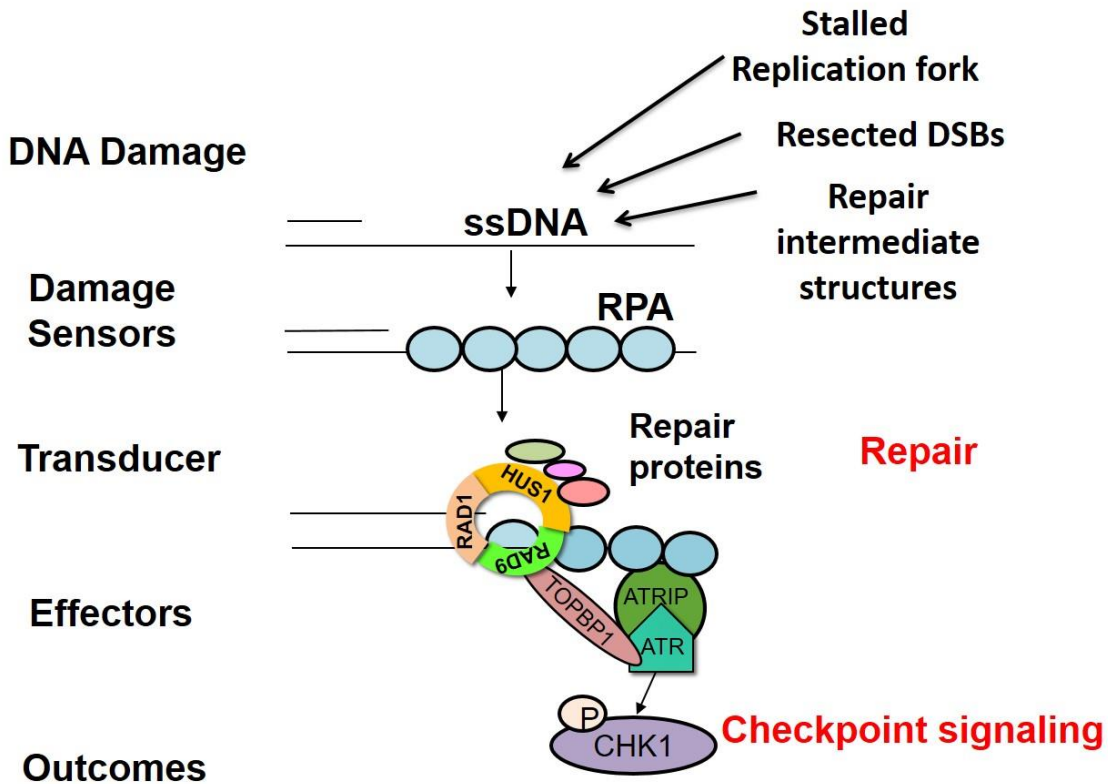 Stalled
Replication fork
DNA Damage
Resected DSBs
Repair
intermediate
structures
ssDNA
Damage
Sensors
RPA
Transducer
Repair
proteins
Repair
HUS1
RAD1
RAD9
Effectors
TOPBP1
ATRIP
ATR
P
CHK1
Checkpoint signaling
Outcomes